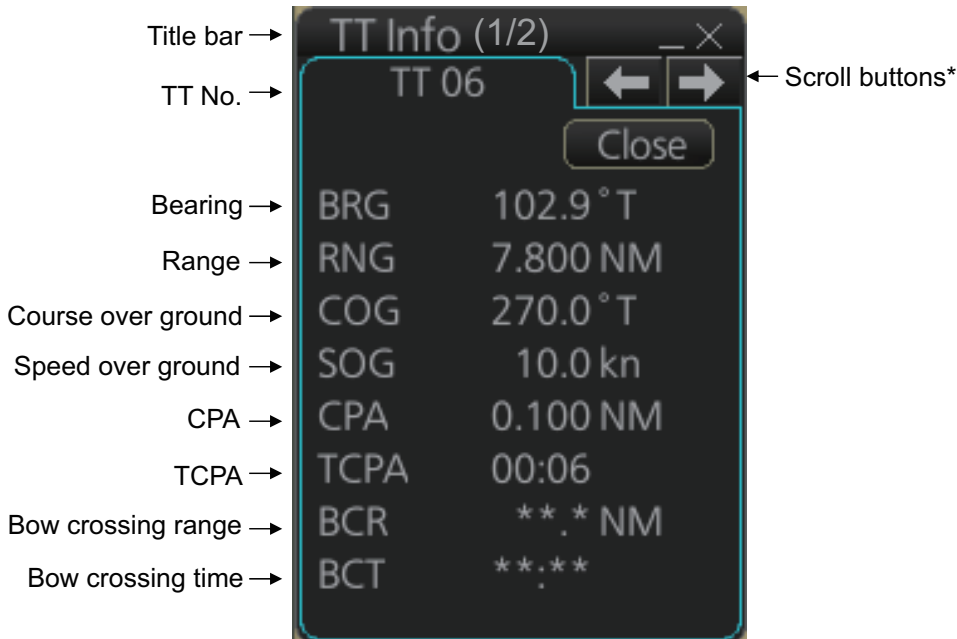 Title bar TT Info (1/2) _ ×
TT No. TT 06 Scroll buttons*
Close
Bearing BRG 102.9°T
Range RNG 7.800 NM
Course over ground COG 270.0°T
Speed over ground SOG 10.0 kn
CPA CPA 0.100 NM
TCPA TCPA 00:06
Bow crossing range BCR **.* NM
Bow crossing time BCT **:**